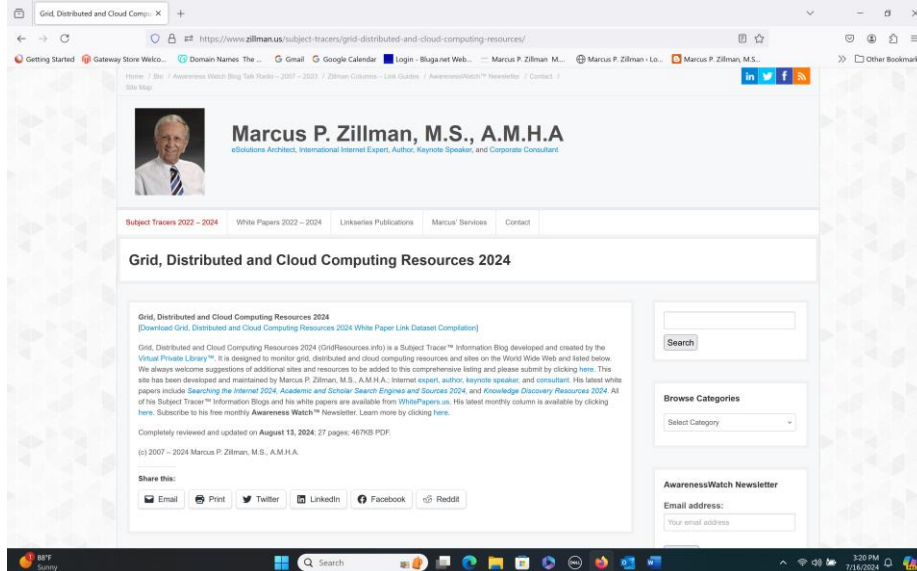 Grid, Distributed and Cloud Compu
https://www.zillman.us/subject-tracers/grid-distributed-and-cloud-computing-resources/
Getting Started
Gateway Store Welco...
Domain Names The ...
Gmail
Google Calendar
Login - Bluga.net Web...
Marcus P. Zillman M...
Marcus P. Zillman - Lo...
Marcus P. Zillman, M.S...
Other Bookmark
Home / Bio / Awareness Watch Blog Talk Radio – 2007 – 2023 / Zillman Columns – Link Guides / AwarenessWatch™ Newsletter / Contact /
Site Map
Marcus P. Zillman, M.S., A.M.H.A
eSolutions Architect, International Internet Expert, Author, Keynote Speaker, and Corporate Consultant
Subject Tracers 2022 – 2024
White Papers 2022 – 2024
Linkseries Publications
Marcus' Services
Contact
Grid, Distributed and Cloud Computing Resources 2024
Grid, Distributed and Cloud Computing Resources 2024
[Download Grid, Distributed and Cloud Computing Resources 2024 White Paper Link Dataset Compilation]
Grid, Distributed and Cloud Computing Resources 2024 (GridResources.info) is a Subject Tracer™ Information Blog developed and created by the
Virtual Private Library™. It is designed to monitor grid, distributed and cloud computing resources and sites on the World Wide Web and listed below.
We always welcome suggestions of additional sites and resources to be added to this comprehensive listing and please submit by clicking here. This
site has been developed and maintained by Marcus P. Zillman, M.S., A.M.H.A.; Internet expert, author, keynote speaker, and consultant. His latest white
papers include Searching the Internet 2024, Academic and Scholar Search Engines and Sources 2024, and Knowledge Discovery Resources 2024. All
of his Subject Tracer™ Information Blogs and his white papers are available from WhitePapers.us. His latest monthly column is available by clicking
here. Subscribe to his free monthly Awareness Watch™ Newsletter. Learn more by clicking here.
Completely reviewed and updated on August 13, 2024; 27 pages; 467KB PDF.
(c) 2007 – 2024 Marcus P. Zillman, M.S., A.M.H.A.
Share this:
Email
Print
Twitter
LinkedIn
Facebook
Reddit
Search
Browse Categories
Select Category
AwarenessWatch Newsletter
Email address:
Your email address
88°F
Sunny
Search
3:20 PM
7/16/2024